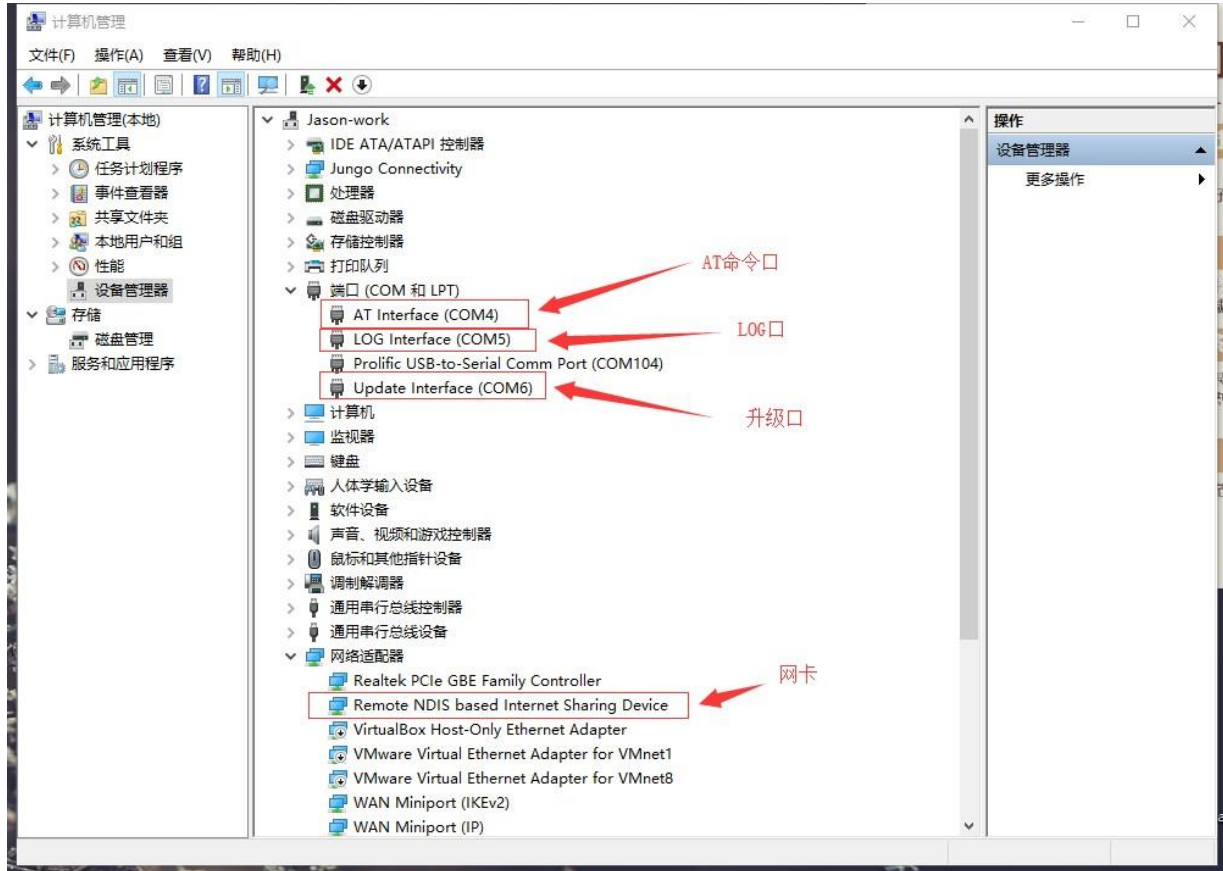 计算机管理
文件(F) 操作(A) 查看(V) 帮助(H)
计算机管理(本地)
系统工具
任务计划程序
事件查看器
共享文件夹
本地用户和组
性能
设备管理器
存储
磁盘管理
服务和应用程序
Jason-work
IDE ATA/ATAPI 控制器
Jungo Connectivity
处理器
磁盘驱动器
存储控制器
打印队列
端口 (COM 和 LPT)
AT Interface (COM4)
LOG Interface (COM5)
Prolific USB-to-Serial Comm Port (COM104)
Update Interface (COM6)
计算机
监视器
键盘
人体学输入设备
软件设备
声音、视频和游戏控制器
鼠标和其他指针设备
调制解调器
通用串行总线控制器
通用串行总线设备
网络适配器
Realtek PCIe GBE Family Controller
Remote NDIS based Internet Sharing Device
VirtualBox Host-Only Ethernet Adapter
VMware Virtual Ethernet Adapter for VMnet1
VMware Virtual Ethernet Adapter for VMnet8
WAN Miniport (IKEv2)
WAN Miniport (IP)
AT命令口
LOG口
升级口
网卡
操作
设备管理器
更多操作